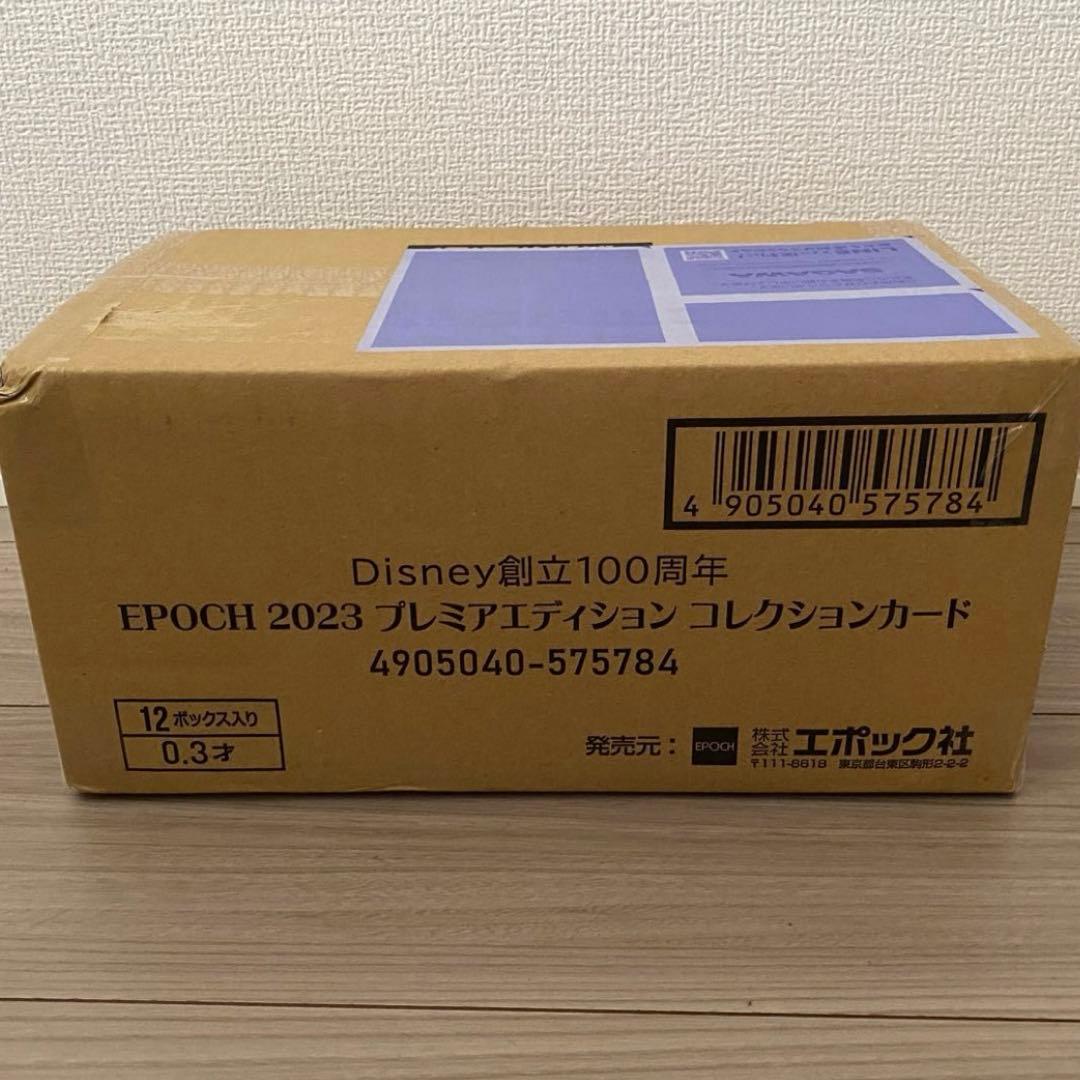 SAGAWA
4 905040 575784
Disney創立100周年
EPOCH 2023 プレミアエディション コレクションカード
4905040-575784
12ボックス入り
0.3才
発売元： EPOCH 株式会社エポック社
〒111-8618 東京都台東区駒形2-2-2